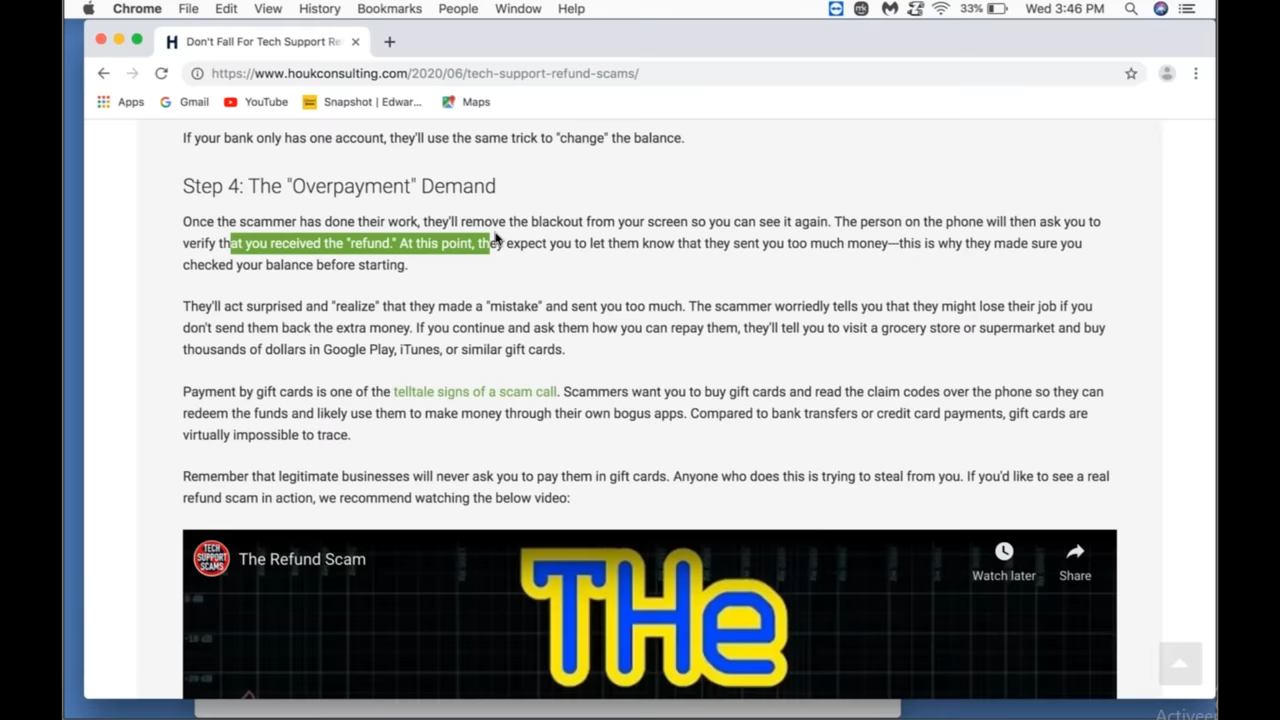 Chrome File Edit View History Bookmarks People Window Help 33% Wed 3:46 PM
Don't Fall For Tech Support Re
https://www.houkconsulting.com/2020/06/tech-support-refund-scams/
Apps Gmail YouTube Snapshot | Edwar... Maps
If your bank only has one account, they'll use the same trick to "change" the balance.
Step 4: The "Overpayment" Demand
Once the scammer has done their work, they'll remove the blackout from your screen so you can see it again. The person on the phone will then ask you to
verify that you received the "refund." At this point, they expect you to let them know that they sent you too much money—this is why they made sure you
checked your balance before starting.
They'll act surprised and "realize" that they made a "mistake" and sent you too much. The scammer worriedly tells you that they might lose their job if you
don't send them back the extra money. If you continue and ask them how you can repay them, they'll tell you to visit a grocery store or supermarket and buy
thousands of dollars in Google Play, iTunes, or similar gift cards.
Payment by gift cards is one of the telltale signs of a scam call. Scammers want you to buy gift cards and read the claim codes over the phone so they can
redeem the funds and likely use them to make money through their own bogus apps. Compared to bank transfers or credit card payments, gift cards are
virtually impossible to trace.
Remember that legitimate businesses will never ask you to pay them in gift cards. Anyone who does this is trying to steal from you. If you'd like to see a real
refund scam in action, we recommend watching the below video:
TECH
SUPPORT
SCAMS
The Refund Scam
Watch later Share
THe